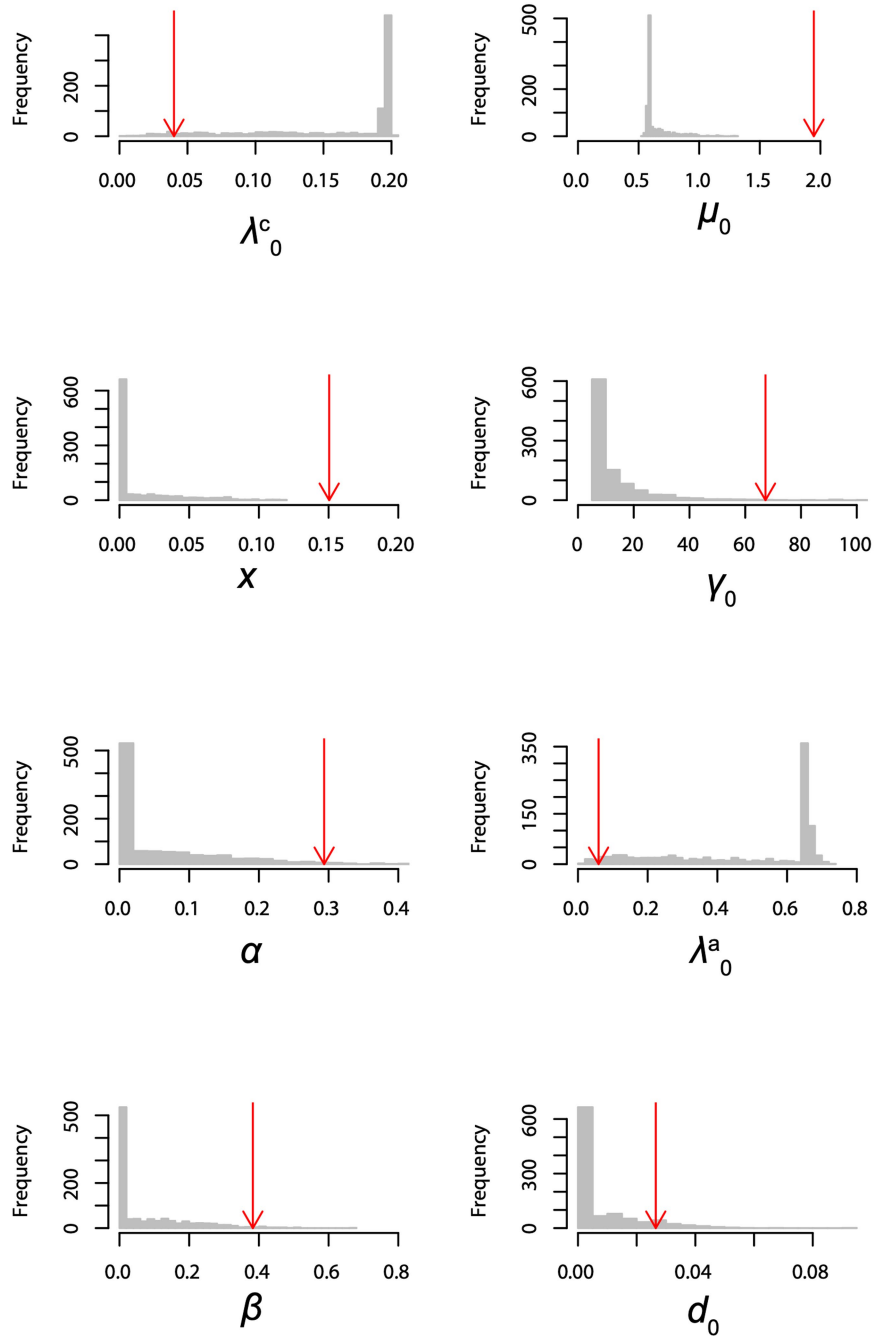 Frequency
0 200
0.00 0.05 0.10 0.15 0.20
λᶜ₀
Frequency
0 100 300 500
0.0 0.5 1.0 1.5 2.0
μ₀
Frequency
0 300 600
0.00 0.05 0.10 0.15 0.20
x
Frequency
0 300 600
0 20 40 60 80 100
γ₀
Frequency
0 200 500
0.0 0.1 0.2 0.3 0.4
α
Frequency
0 150 350
0.0 0.2 0.4 0.6 0.8
λᵃ₀
Frequency
0 200 500
0.0 0.2 0.4 0.6 0.8
β
Frequency
0 300 600
0.00 0.04 0.08
d₀